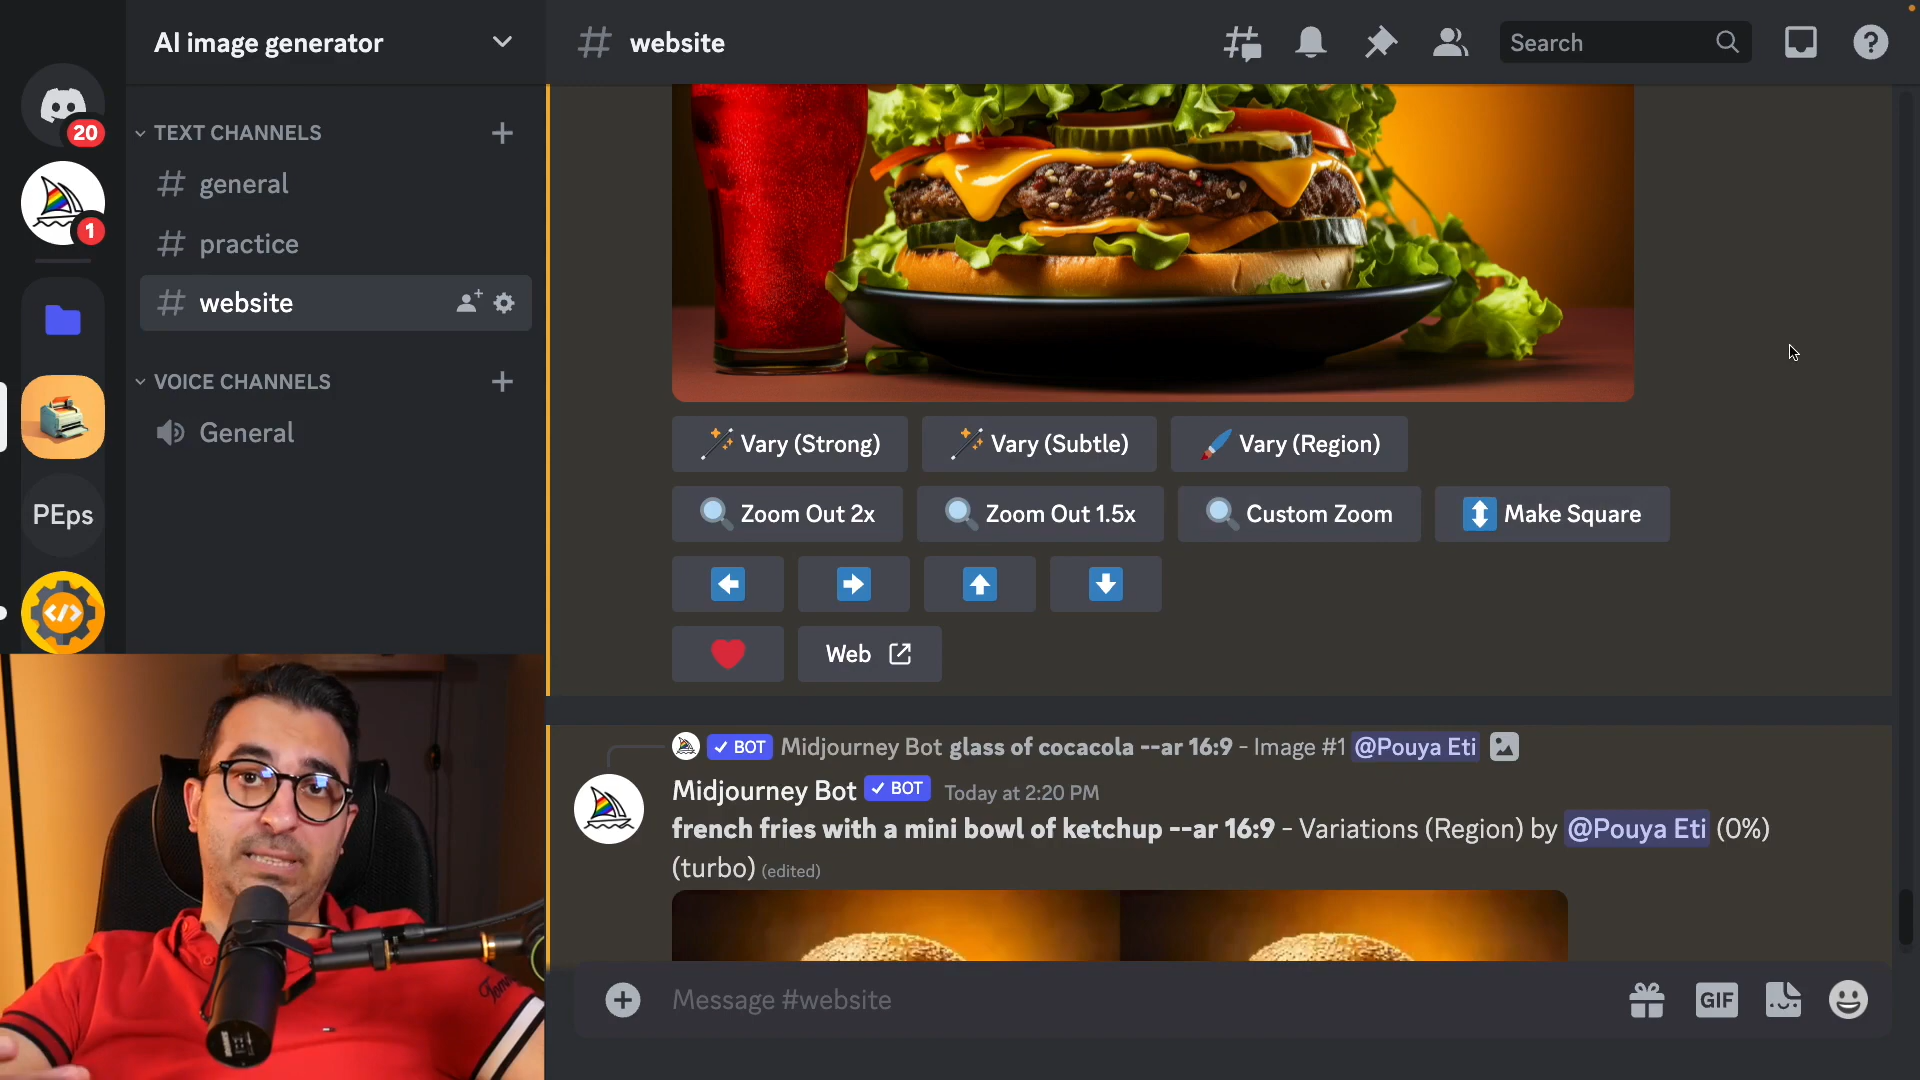 AI image generator
website
Search
20
TEXT CHANNELS
general
1
practice
website
VOICE CHANNELS
General
PEps
Vary (Strong)
Vary (Subtle)
Vary (Region)
Zoom Out 2x
Zoom Out 1.5x
Custom Zoom
Make Square
Web
BOT Midjourney Bot glass of cocacola --ar 16:9 - Image #1 @Pouya Eti
Midjourney Bot BOT Today at 2:20 PM
french fries with a mini bowl of ketchup --ar 16:9 - Variations (Region) by @Pouya Eti (0%)
(turbo) (edited)
Message #website
GIF